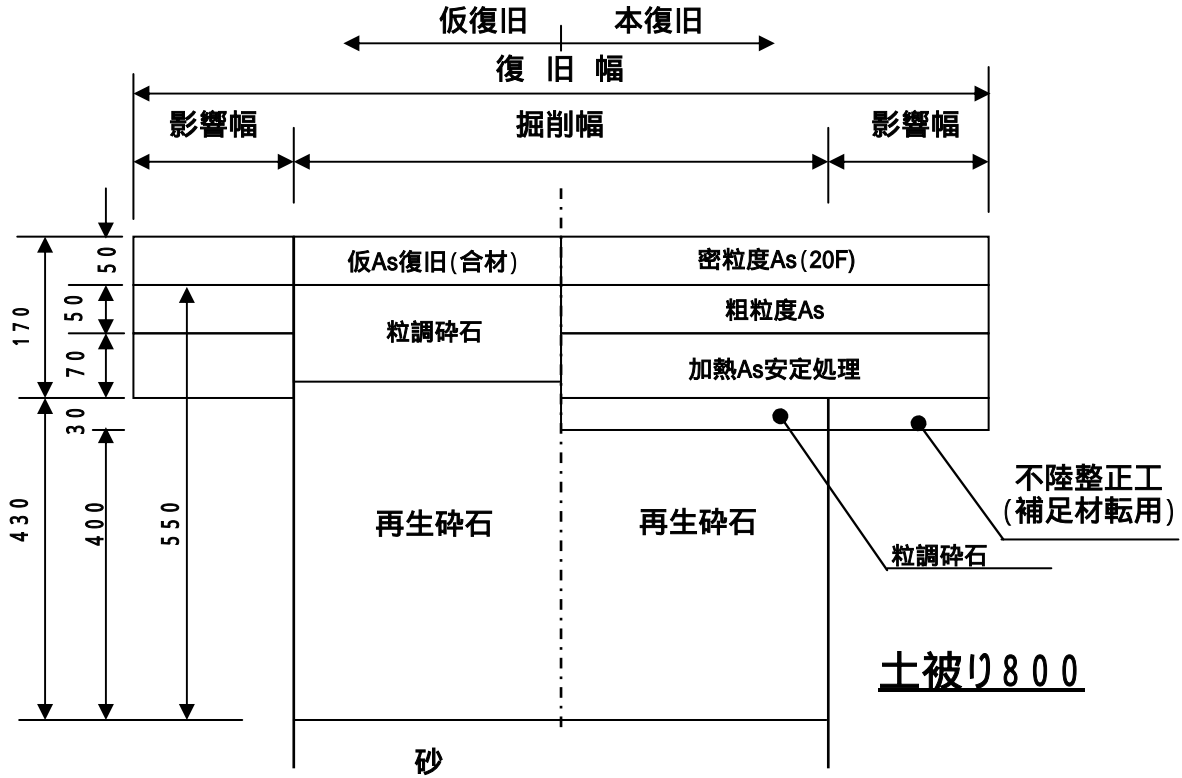 仮復旧 本復旧
復旧幅
影響幅 掘削幅 影響幅
50
仮As復旧(合材) 密粒度As(20F)
170
50
粒調砕石 粗粒度As
70
加熱As安定処理
30
430
400
550
再生砕石 再生砕石
不陸整正工
(補足材転用)
粒調砕石
土被り800
砂